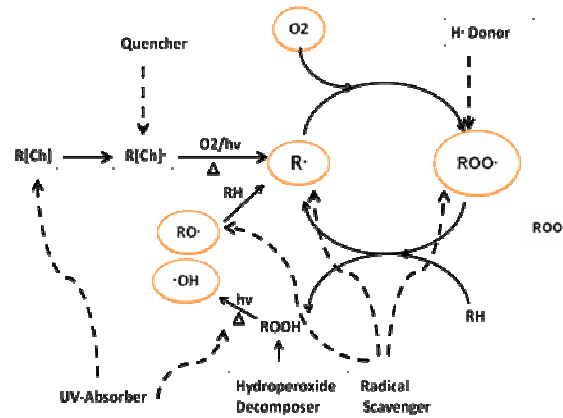 O2
H· Donor
Quencher
R[Ch]
R[Ch]·
O2/hv
Δ
R·
ROO·
RH
RO·
ROO
·OH
hv
Δ
ROOH
RH
UV-Absorber
Hydroperoxide
Decomposer
Radical
Scavenger